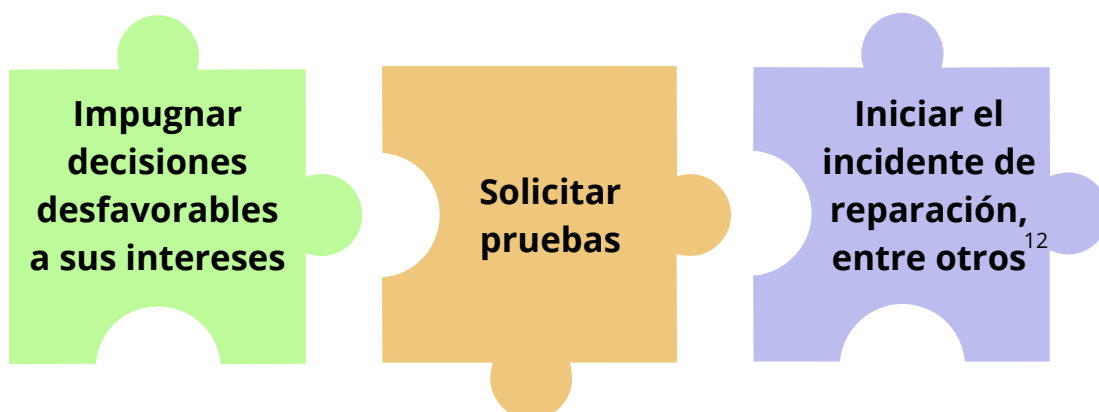 Impugnar
decisiones
desfavorables
a sus intereses
Solicitar
pruebas
Iniciar el
incidente de
reparación,
entre otros12